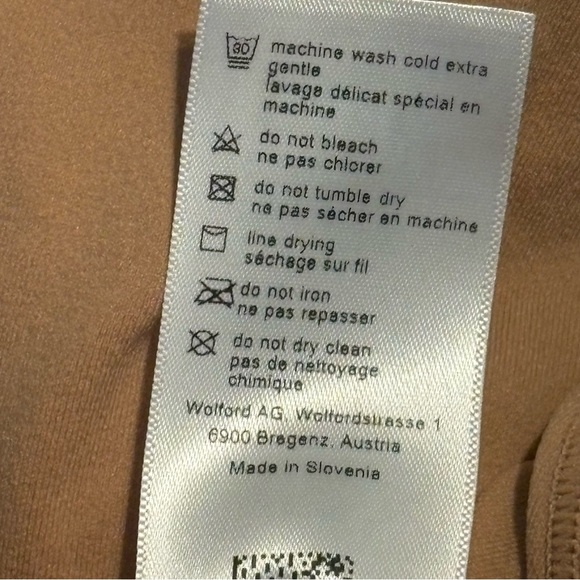 30 machine wash cold extra
gentle
lavage délicat spécial en
machine
do not bleach
ne pas chlorer
do not tumble dry
ne pas sécher en machine
line drying
séchage sur fil
do not iron
ne pas repasser
do not dry clean
pas de nettoyage
chimique
Wolford AG, Wolfordstrasse 1
6900 Bregenz, Austria
Made in Slovenia